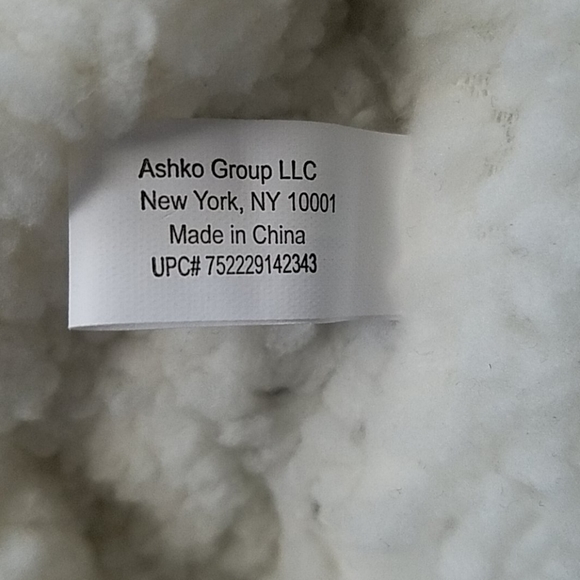 Ashko Group LLC
New York, NY 10001
Made in China
UPC# 752229142343